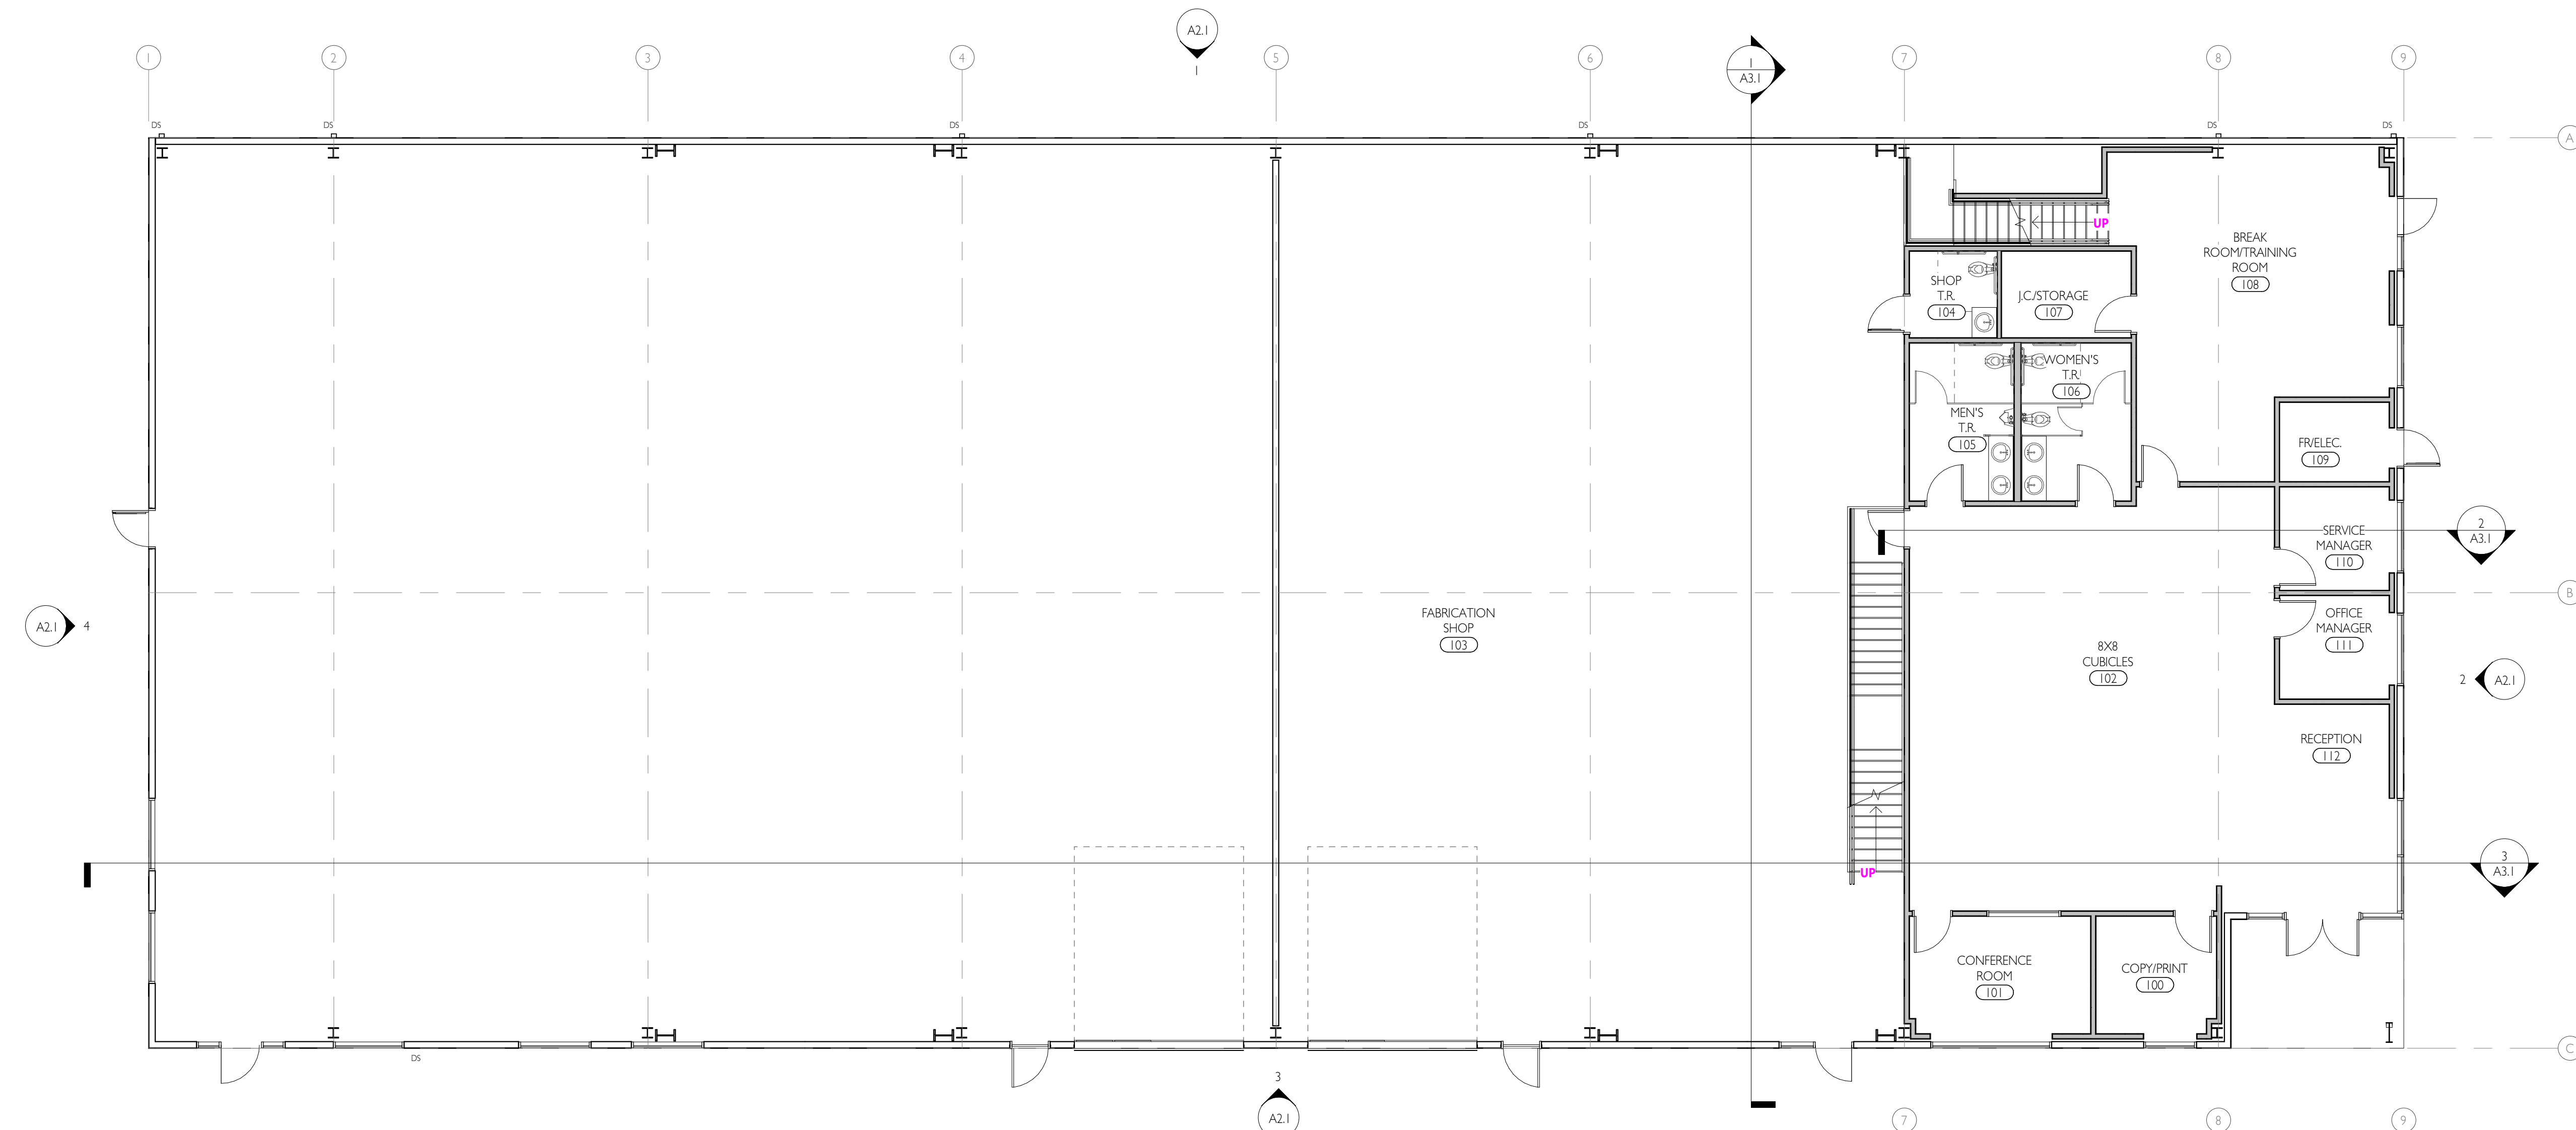 A2.1
1
1
2
3
4
5
6
1
A3.1
7
8
9
DS
DS
DS
DS
DS
DS
A
UP
BREAK
ROOM/TRAINING
ROOM
108
SHOP
T.R.
104
J.C./STORAGE
107
WOMEN'S
T.R.
106
MEN'S
T.R.
105
FR/ELEC.
109
SERVICE
MANAGER
110
2
A3.1
B
A2.1
4
FABRICATION
SHOP
103
OFFICE
MANAGER
111
8X8
CUBICLES
102
2
A2.1
RECEPTION
112
UP
3
A3.1
CONFERENCE
ROOM
101
COPY/PRINT
100
DS
C
3
A2.1
7
8
9